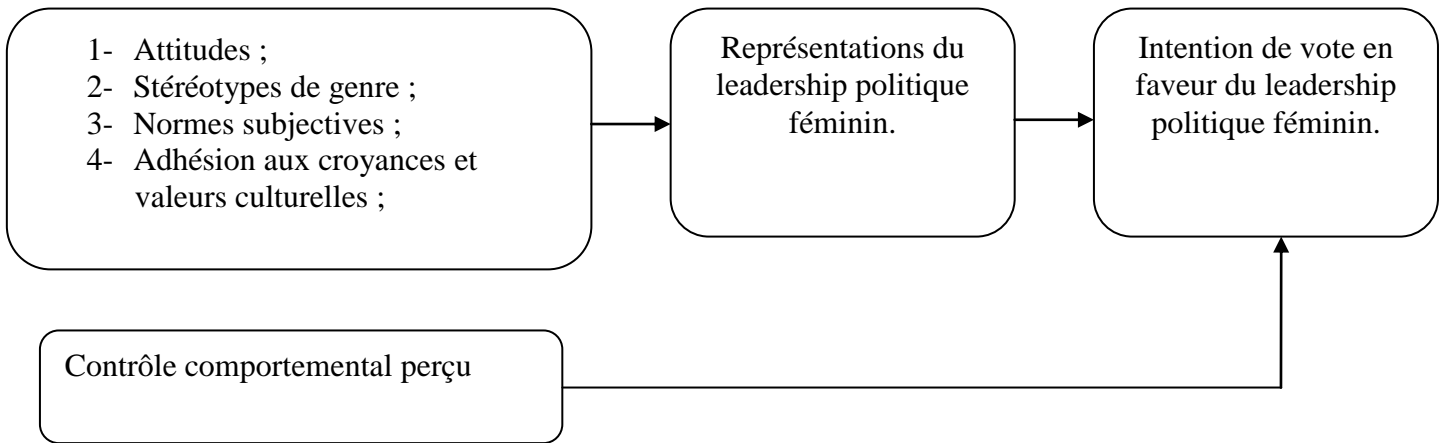 1- Attitudes ;
2- Stéréotypes de genre ;
3- Normes subjectives ;
4- Adhésion aux croyances et
valeurs culturelles ;
Représentations du
leadership politique
féminin.
Intention de vote en
faveur du leadership
politique féminin.
Contrôle comportemental perçu